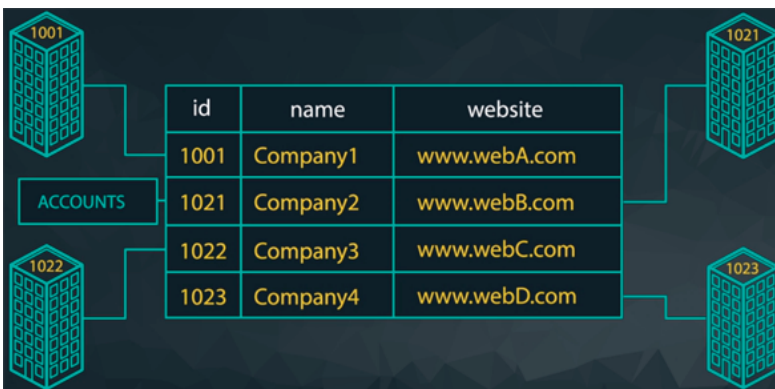 1001
1021
id name website
1001 Company1 www.webA.com
ACCOUNTS
1021 Company2 www.webB.com
1022 Company3 www.webC.com
1022
1023
1023 Company4 www.webD.com